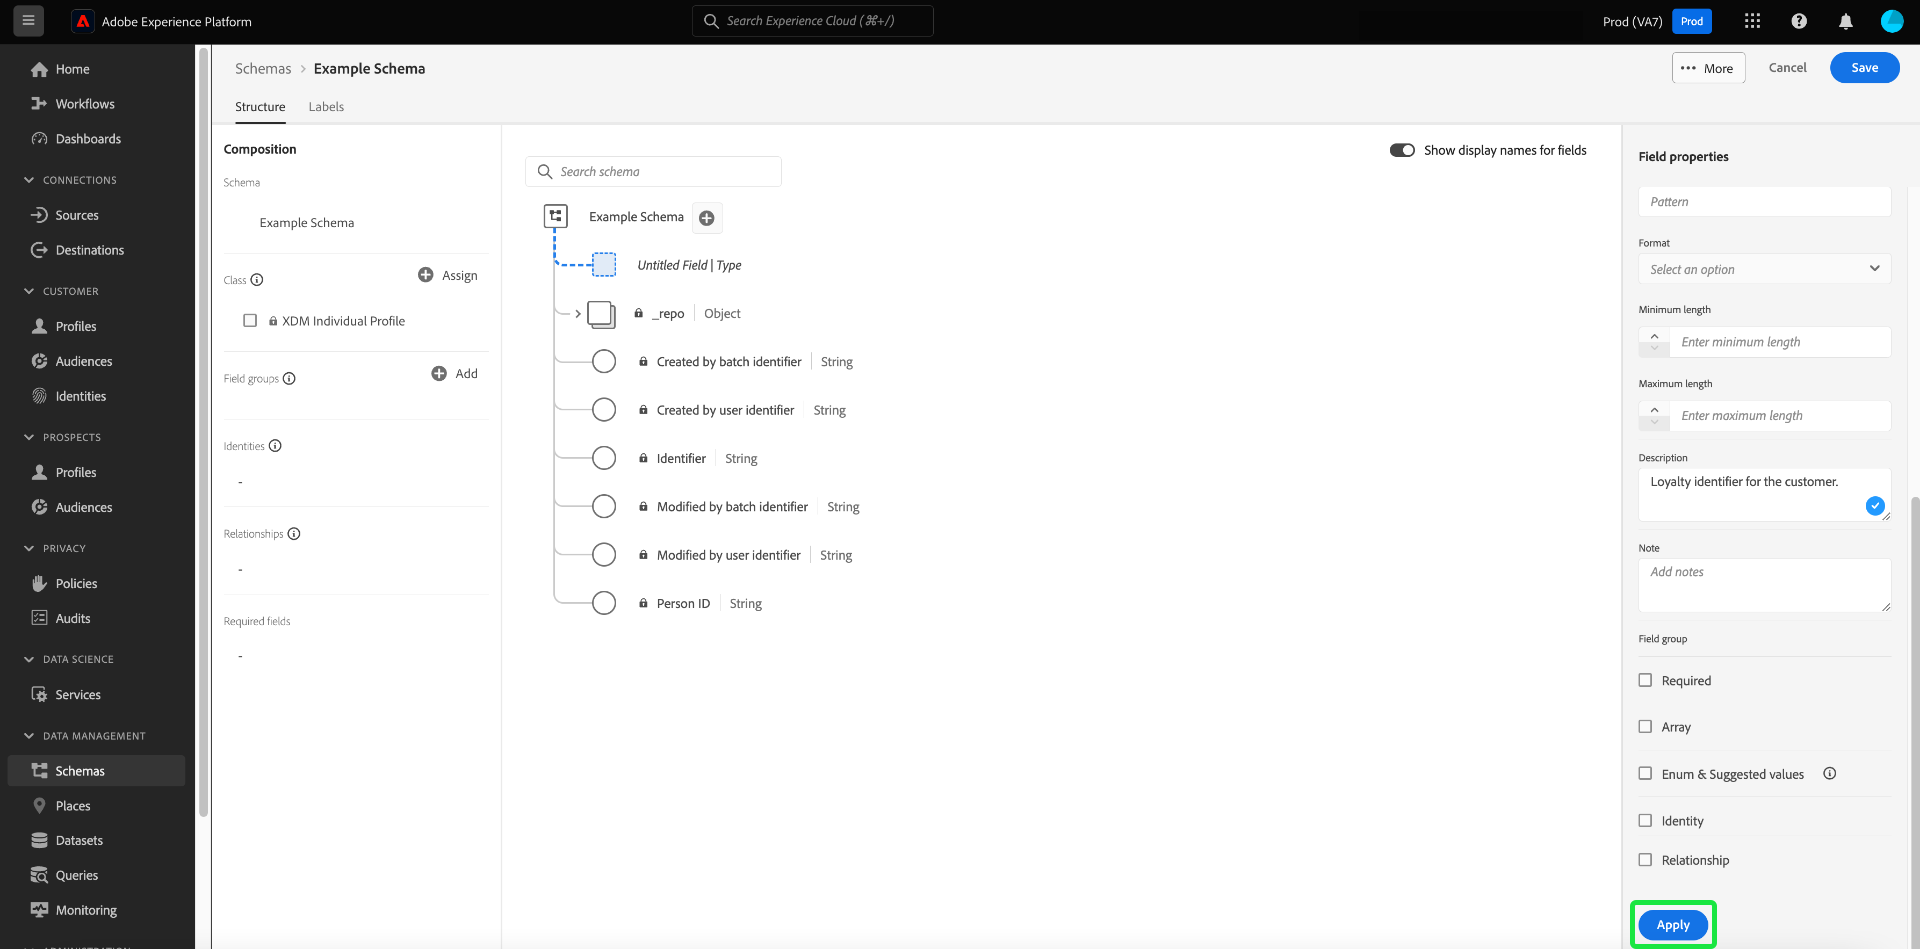 Adobe Experience Platform
Search Experience Cloud (⌘+/)
Prod (VA7)
Prod
Home
Workflows
Dashboards
CONNECTIONS
Sources
Destinations
CUSTOMER
Profiles
Audiences
Identities
PROSPECTS
Profiles
Audiences
PRIVACY
Policies
Audits
DATA SCIENCE
Services
DATA MANAGEMENT
Schemas
Places
Datasets
Queries
Monitoring
ADMINISTRATION
Schemas > Example Schema
••• More
Cancel
Save
Structure
Labels
Composition
Schema
Example Schema
Class
Assign
XDM Individual Profile
Field groups
Add
Identities
-
Relationships
-
Required fields
-
Search schema
Show display names for fields
Example Schema
Untitled Field | Type
_repo | Object
Created by batch identifier | String
Created by user identifier | String
Identifier | String
Modified by batch identifier | String
Modified by user identifier | String
Person ID | String
Field properties
Pattern
Format
Select an option
Minimum length
Enter minimum length
Maximum length
Enter maximum length
Description
Loyalty identifier for the customer.
Note
Add notes
Field group
Required
Array
Enum & Suggested values
Identity
Relationship
Apply